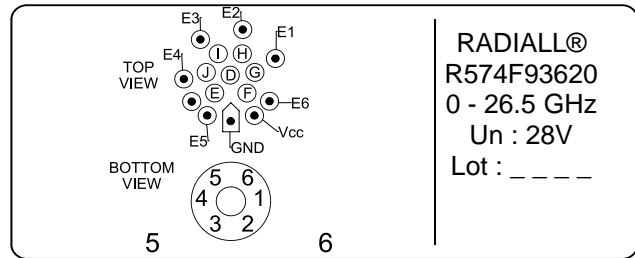 E3 E2 E1
E4 I H
TOP VIEW J D G
E F E6
E5 GND Vcc
BOTTOM VIEW
5 6
4 1
3 2
5 6
RADIALL®
R574F93620
0 - 26.5 GHz
Un : 28V
Lot : _ _ _ _